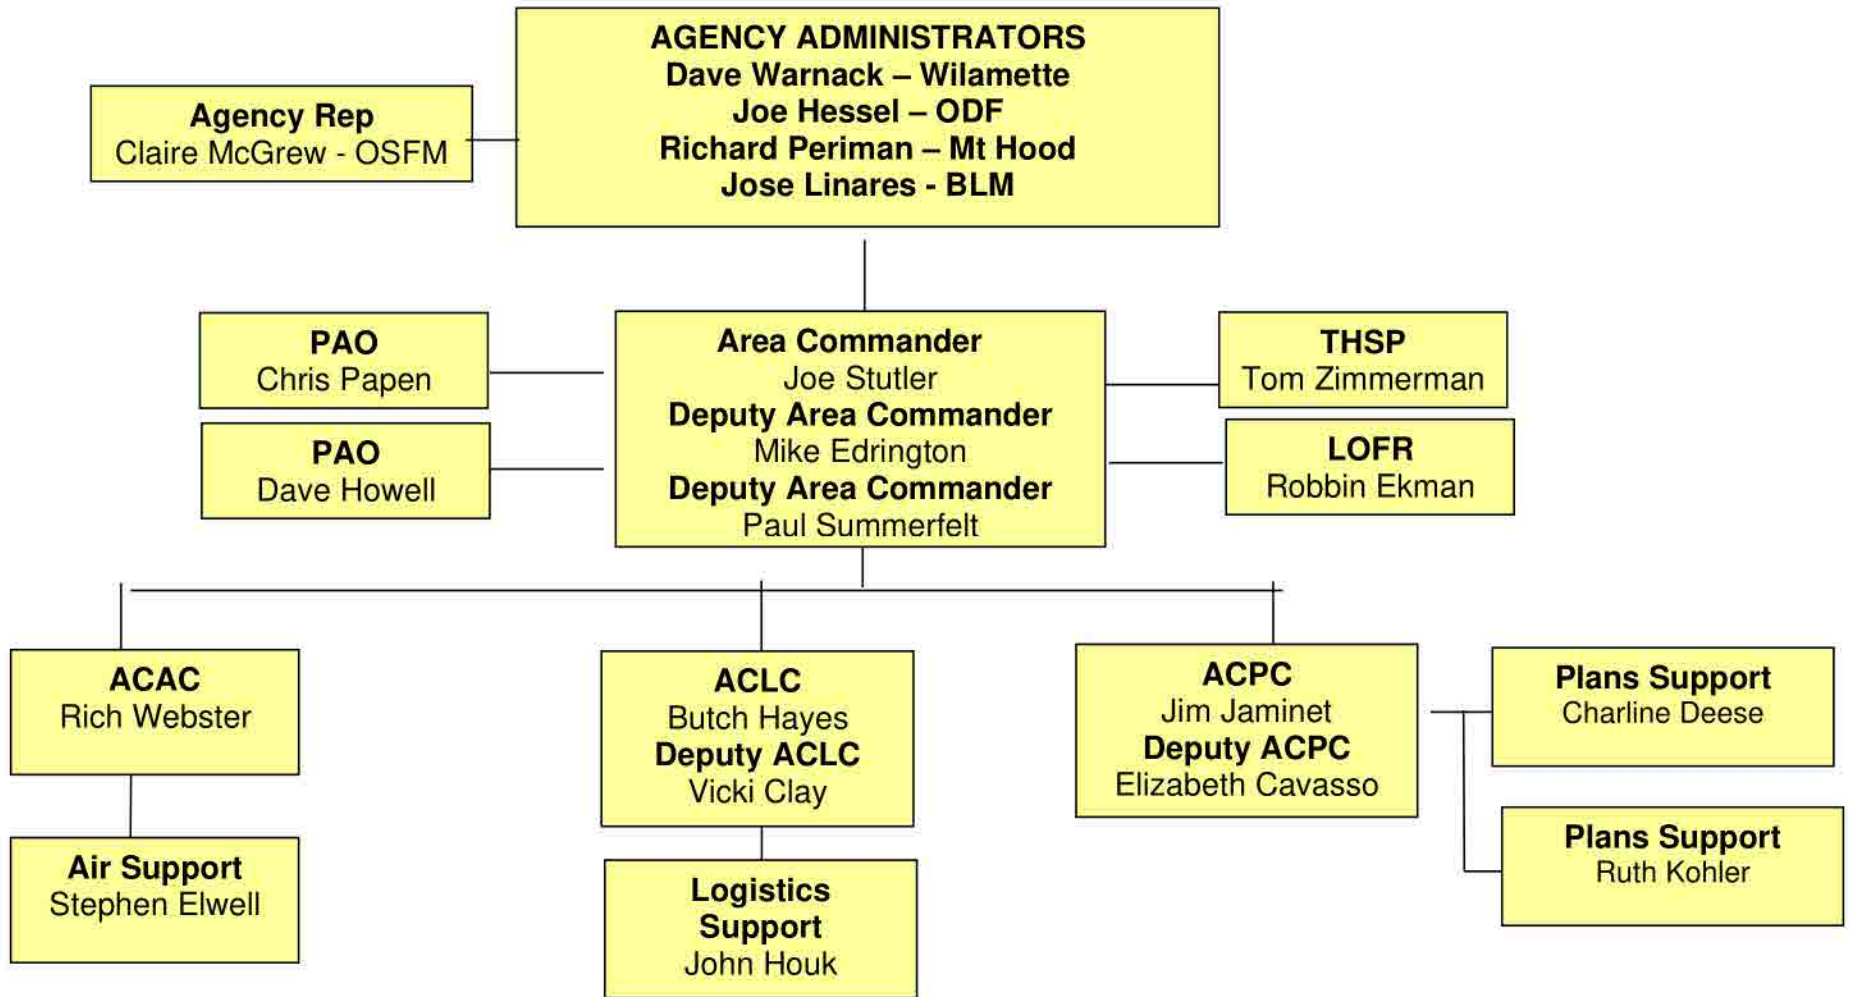 AGENCY ADMINISTRATORS
Dave Warnack – Wilamette
Joe Hessel – ODF
Richard Periman – Mt Hood
Jose Linares - BLM
Agency Rep
Claire McGrew - OSFM
PAO
Chris Papen
PAO
Dave Howell
Area Commander
Joe Stutler
Deputy Area Commander
Mike Edrington
Deputy Area Commander
Paul Summerfelt
THSP
Tom Zimmerman
LOFR
Robbin Ekman
ACAC
Rich Webster
Air Support
Stephen Elwell
ACLC
Butch Hayes
Deputy ACLC
Vicki Clay
Logistics
Support
John Houk
ACPC
Jim Jaminet
Deputy ACPC
Elizabeth Cavasso
Plans Support
Charline Deese
Plans Support
Ruth Kohler